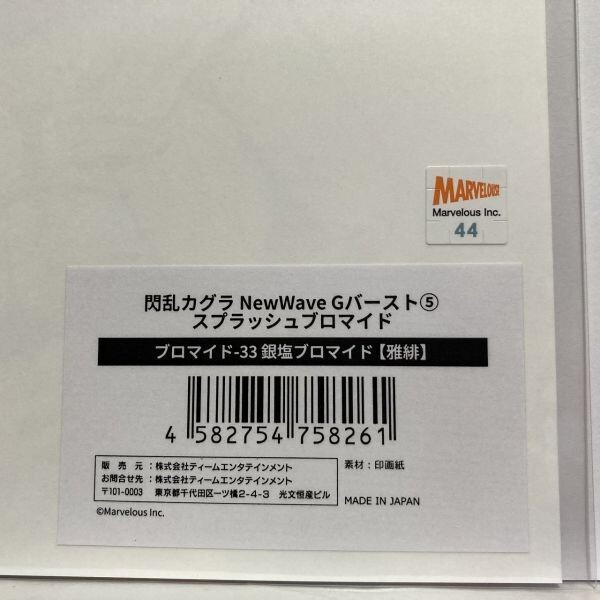 MARVELOUS!
Marvelous Inc.
44
閃乱カグラ NewWave Gバースト⑤
スプラッシュブロマイド
ブロマイド-33 銀塩ブロマイド【雅緋】
4 582754 758261
販売元：株式会社ティームエンタテインメント
お問合せ先：株式会社ティームエンタテインメント
〒101-0003 東京都千代田区一ツ橋2-4-3 光文恒産ビル
素材：印画紙
MADE IN JAPAN
©Marvelous Inc.